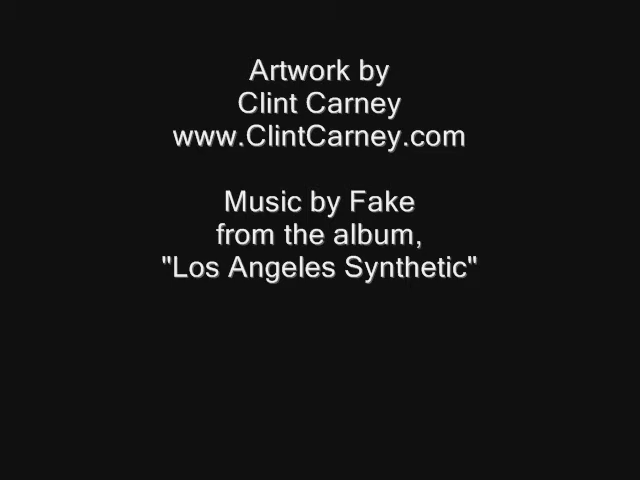 Artwork by
Clint Carney
www.ClintCarney.com
Music by Fake
from the album,
"Los Angeles Synthetic"